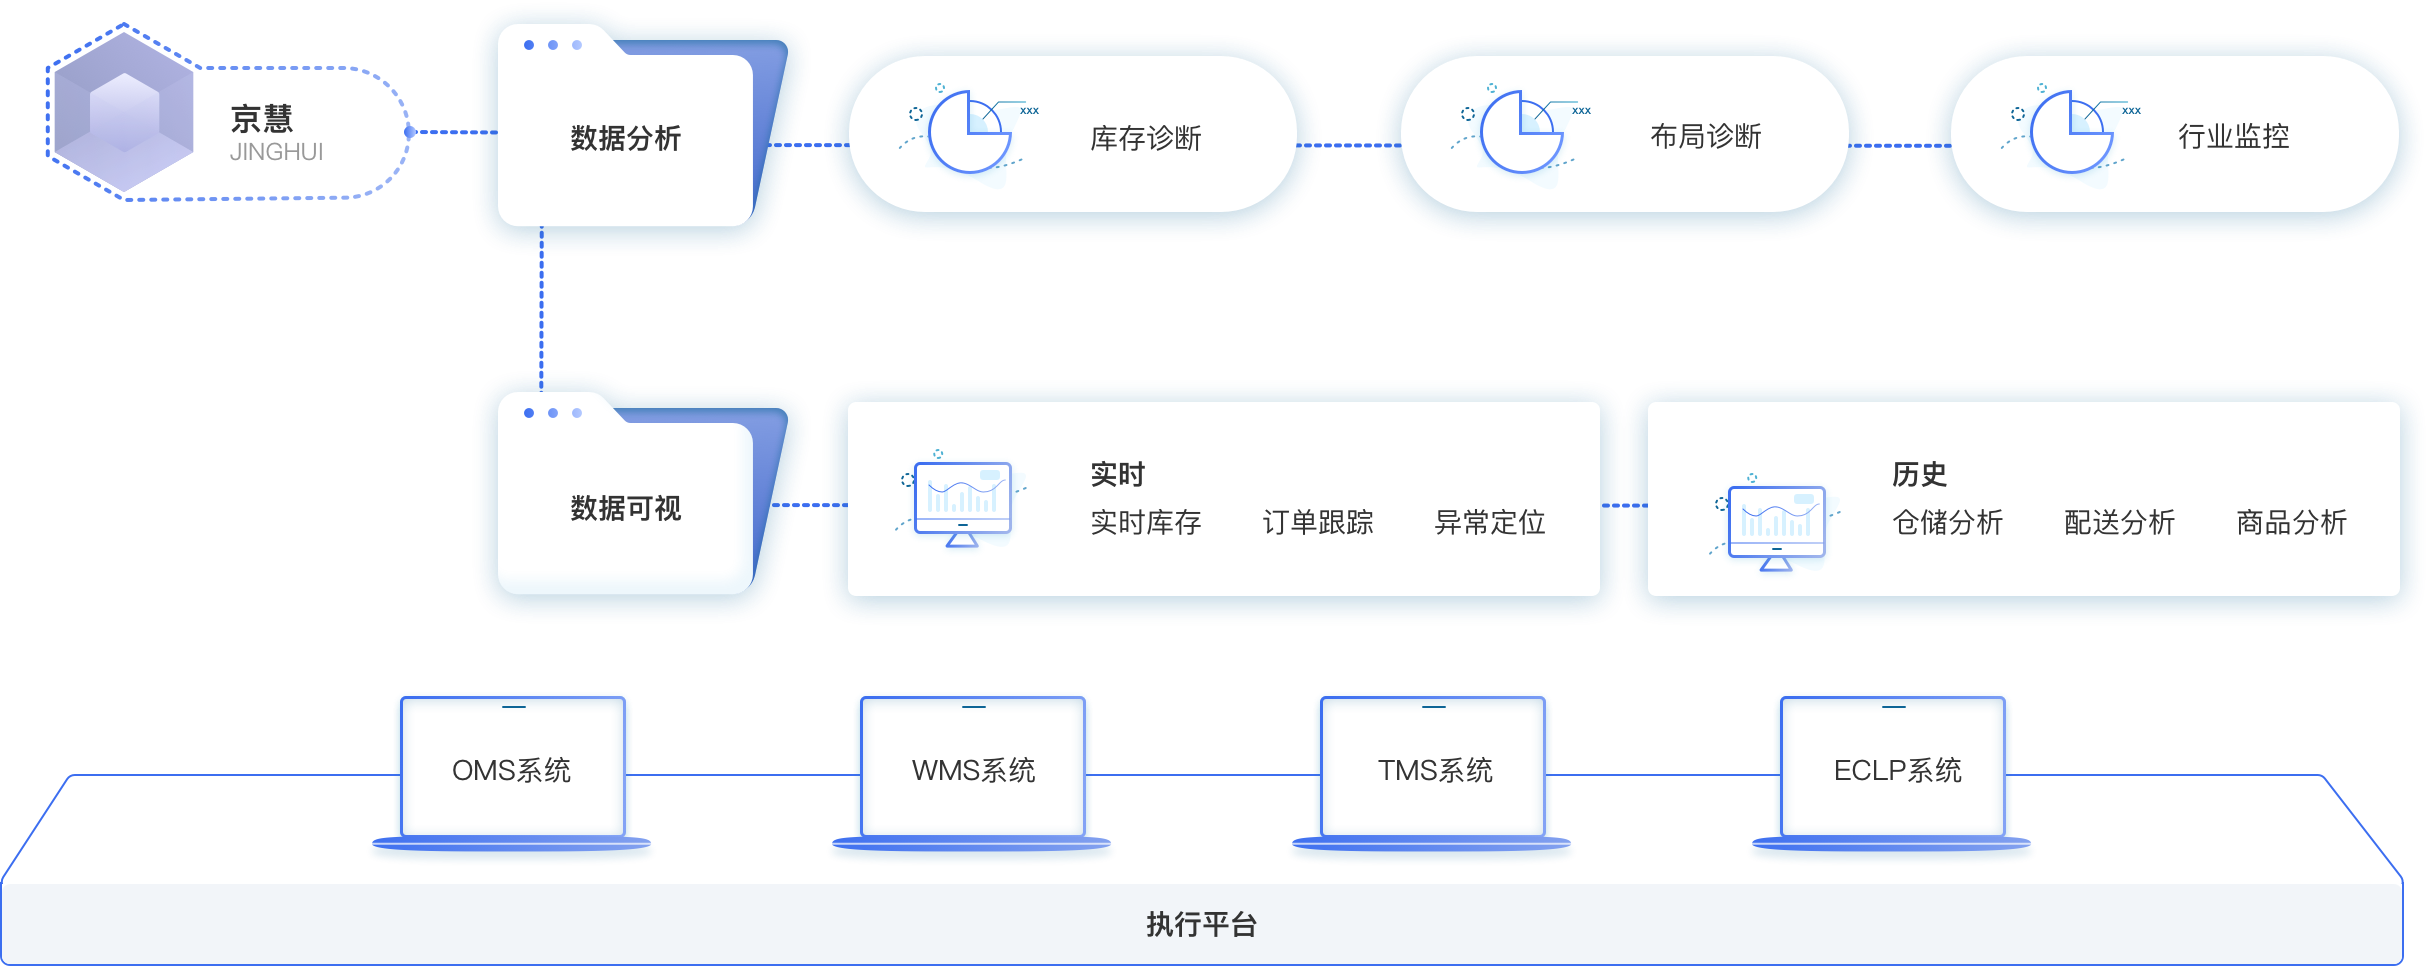 京慧
JINGHUI
数据分析
xxx
库存诊断
xxx
布局诊断
xxx
行业监控
数据可视
实时
实时库存 订单跟踪 异常定位
历史
仓储分析 配送分析 商品分析
OMS系统
WMS系统
TMS系统
ECLP系统
执行平台